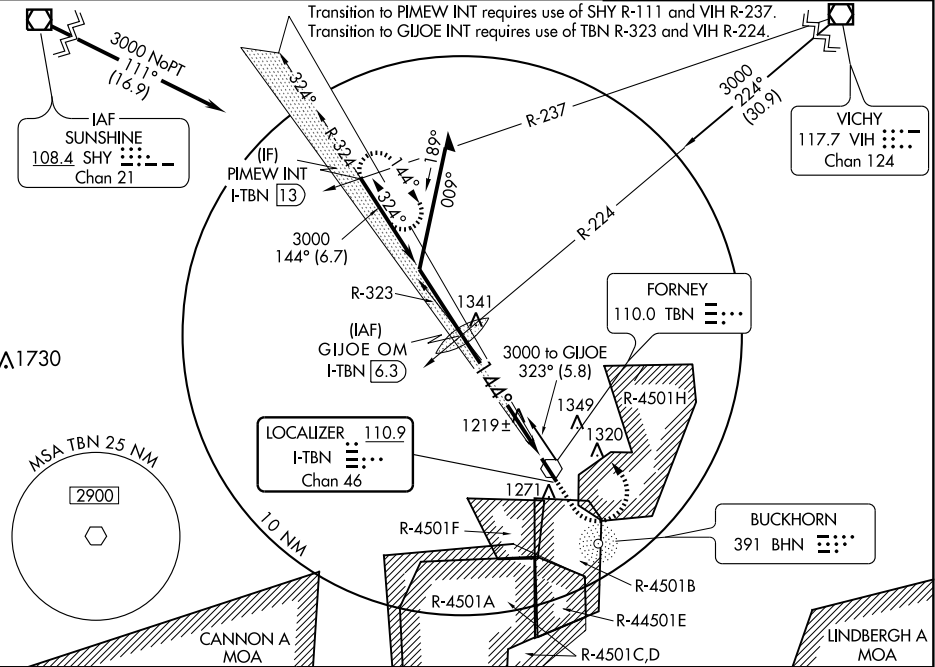 Transition to PIMEW INT requires use of SHY R-111 and VIH R-237.
Transition to GIJOE INT requires use of TBN R-323 and VIH R-224.
3000 NoPT
111°
(16.9)
IAF
SUNSHINE
108.4 SHY
Chan 21
3000
224°
(30.9)
VICHY
117.7 VIH
Chan 124
324°
R-324
R-237
(IF)
PIMEW INT
I-TBN 13
144°
324°
189°
009°
3000
144° (6.7)
R-224
R-323
1341
FORNEY
110.0 TBN
(IAF)
GIJOE OM
I-TBN 6.3
1730
3000 to GIJOE
323° (5.8)
144°
R-4501H
1349
1219±
1320
LOCALIZER 110.9
I-TBN
Chan 46
MSA TBN 25 NM
2900
1271
10 NM
R-4501F
BUCKHORN
391 BHN
R-4501B
R-4501A
R-44501E
R-4501C,D
CANNON A
MOA
LINDBERGH A
MOA